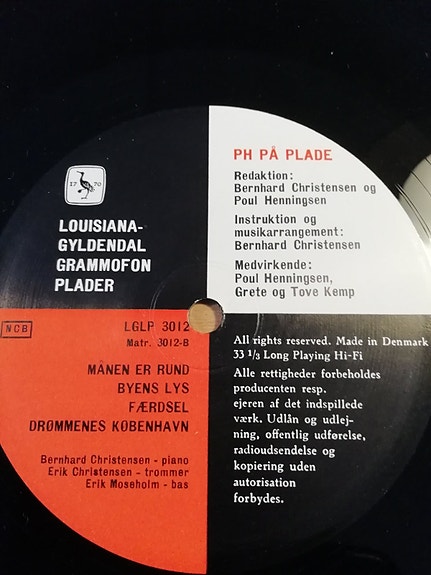 17 70
LOUISIANA-
GYLDENDAL
GRAMMOFON
PLADER
PH PÅ PLADE
Redaktion:
Bernhard Christensen og
Poul Henningsen
Instruktion og
musikarrangement:
Bernhard Christensen
Medvirkende:
Poul Henningsen,
Grete og Tove Kemp
NCB
LGLP 3012
Matr. 3012-B
MÅNEN ER RUND
BYENS LYS
FÆRDSEL
DRØMMENES KØBENHAVN
Bernhard Christensen - piano
Erik Christensen - trommer
Erik Moseholm - bas
All rights reserved. Made in Denmark
33 1/3 Long Playing Hi-Fi
Alle rettigheder forbeholdes
producenten resp.
ejeren af det indspillede
værk. Udlån og udlej-
ning, offentlig udførelse,
radioudsendelse og
kopiering uden
autorisation
forbydes.